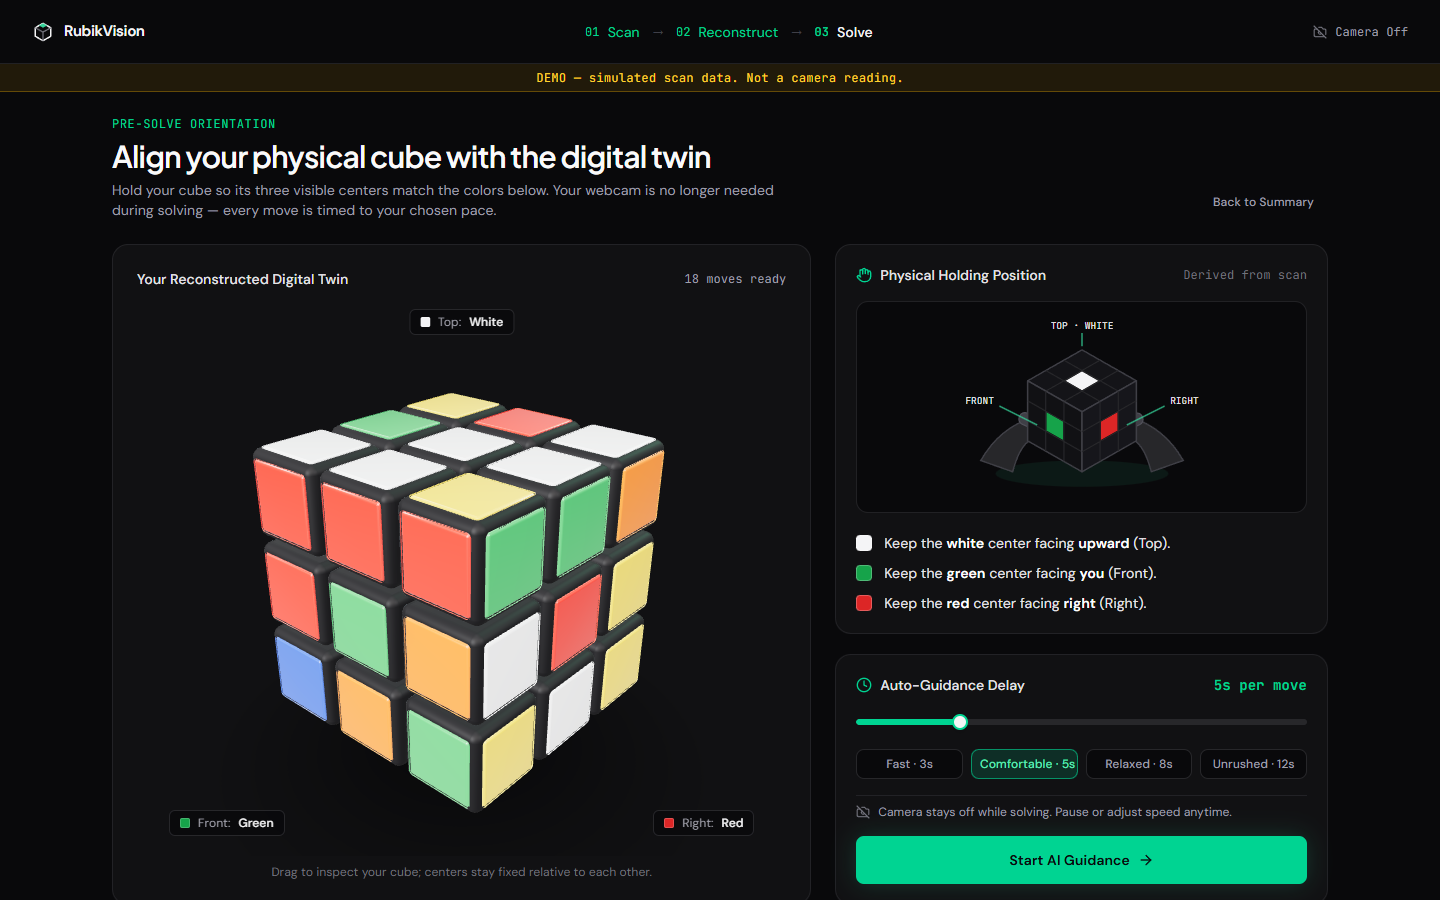 RubikVision
01 Scan → 02 Reconstruct → 03 Solve
Camera Off
DEMO — simulated scan data. Not a camera reading.
PRE-SOLVE ORIENTATION
Align your physical cube with the digital twin
Hold your cube so its three visible centers match the colors below. Your webcam is no longer needed
during solving — every move is timed to your chosen pace.
Back to Summary
Your Reconstructed Digital Twin
18 moves ready
Top: White
Front: Green
Right: Red
Drag to inspect your cube; centers stay fixed relative to each other.
Physical Holding Position
Derived from scan
TOP · WHITE
FRONT
RIGHT
Keep the white center facing upward (Top).
Keep the green center facing you (Front).
Keep the red center facing right (Right).
Auto-Guidance Delay
5s per move
Fast · 3s
Comfortable · 5s
Relaxed · 8s
Unrushed · 12s
Camera stays off while solving. Pause or adjust speed anytime.
Start AI Guidance →